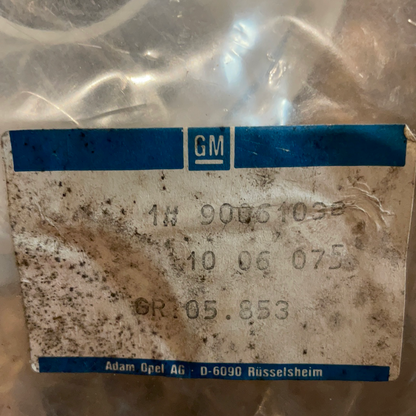 GM
1N 90061038
10 06 075
GR.05.853
Adam Opel AG · D-6090 Rüsselsheim